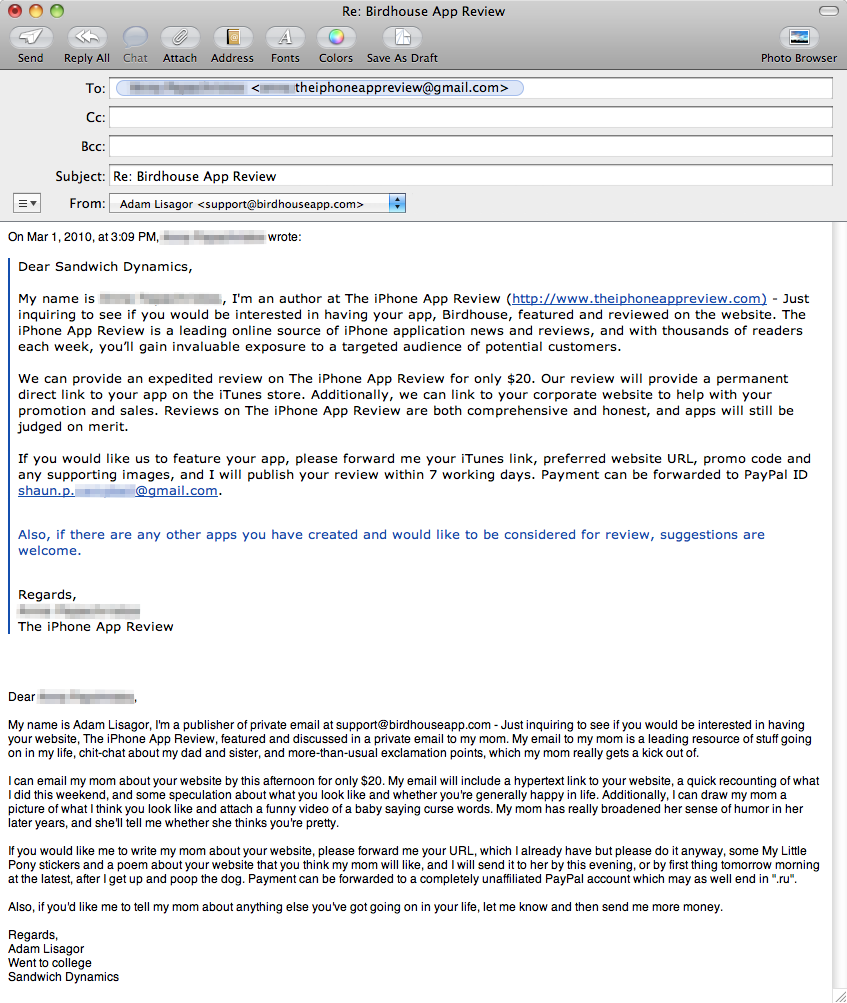 Re: Birdhouse App Review
Send Reply All Chat Attach Address Fonts Colors Save As Draft Photo Browser
To: < theiphoneappreview@gmail.com>
Cc:
Bcc:
Subject: Re: Birdhouse App Review
From: Adam Lisagor <support@birdhouseapp.com>
On Mar 1, 2010, at 3:09 PM, wrote:
Dear Sandwich Dynamics,
My name is , I'm an author at The iPhone App Review (http://www.theiphoneappreview.com) - Just
inquiring to see if you would be interested in having your app, Birdhouse, featured and reviewed on the website. The
iPhone App Review is a leading online source of iPhone application news and reviews, and with thousands of readers
each week, you’ll gain invaluable exposure to a targeted audience of potential customers.
We can provide an expedited review on The iPhone App Review for only $20. Our review will provide a permanent
direct link to your app on the iTunes store. Additionally, we can link to your corporate website to help with your
promotion and sales. Reviews on The iPhone App Review are both comprehensive and honest, and apps will still be
judged on merit.
If you would like us to feature your app, please forward me your iTunes link, preferred website URL, promo code and
any supporting images, and I will publish your review within 7 working days. Payment can be forwarded to PayPal ID
shaun.p. @gmail.com.
Also, if there are any other apps you have created and would like to be considered for review, suggestions are
welcome.
Regards,
The iPhone App Review
Dear ,
My name is Adam Lisagor, I'm a publisher of private email at support@birdhouseapp.com - Just inquiring to see if you would be interested in having
your website, The iPhone App Review, featured and discussed in a private email to my mom. My email to my mom is a leading resource of stuff going
on in my life, chit-chat about my dad and sister, and more-than-usual exclamation points, which my mom really gets a kick out of.
I can email my mom about your website by this afternoon for only $20. My email will include a hypertext link to your website, a quick recounting of what
I did this weekend, and some speculation about what you look like and whether you're generally happy in life. Additionally, I can draw my mom a
picture of what I think you look like and attach a funny video of a baby saying curse words. My mom has really broadened her sense of humor in her
later years, and she'll tell me whether she thinks you're pretty.
If you would like me to write my mom about your website, please forward me your URL, which I already have but please do it anyway, some My Little
Pony stickers and a poem about your website that you think my mom will like, and I will send it to her by this evening, or by first thing tomorrow morning
at the latest, after I get up and poop the dog. Payment can be forwarded to a completely unaffiliated PayPal account which may as well end in ".ru".
Also, if you'd like me to tell my mom about anything else you've got going on in your life, let me know and then send me more money.
Regards,
Adam Lisagor
Went to college
Sandwich Dynamics